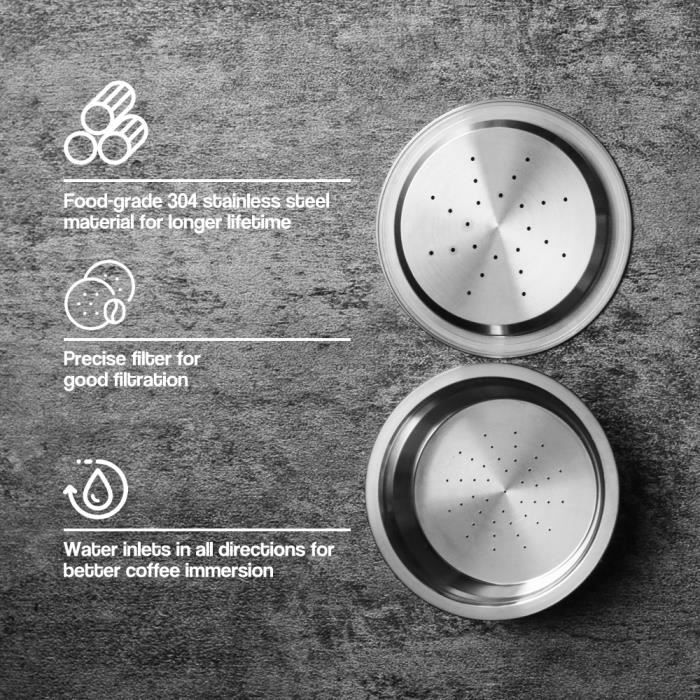 Food-grade 304 stainless steel
material for longer lifetime
Precise filter for
good filtration
Water inlets in all directions for
better coffee immersion